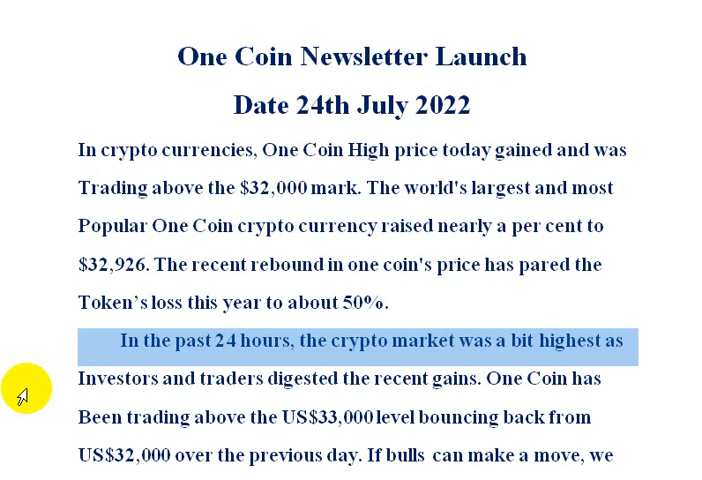 One Coin Newsletter Launch
Date 24th July 2022
In crypto currencies, One Coin High price today gained and was
Trading above the $32,000 mark. The world's largest and most
Popular One Coin crypto currency raised nearly a per cent to
$32,926. The recent rebound in one coin's price has pared the
Token’s loss this year to about 50%.
In the past 24 hours, the crypto market was a bit highest as
Investors and traders digested the recent gains. One Coin has
Been trading above the US$33,000 level bouncing back from
US$32,000 over the previous day. If bulls can make a move, we